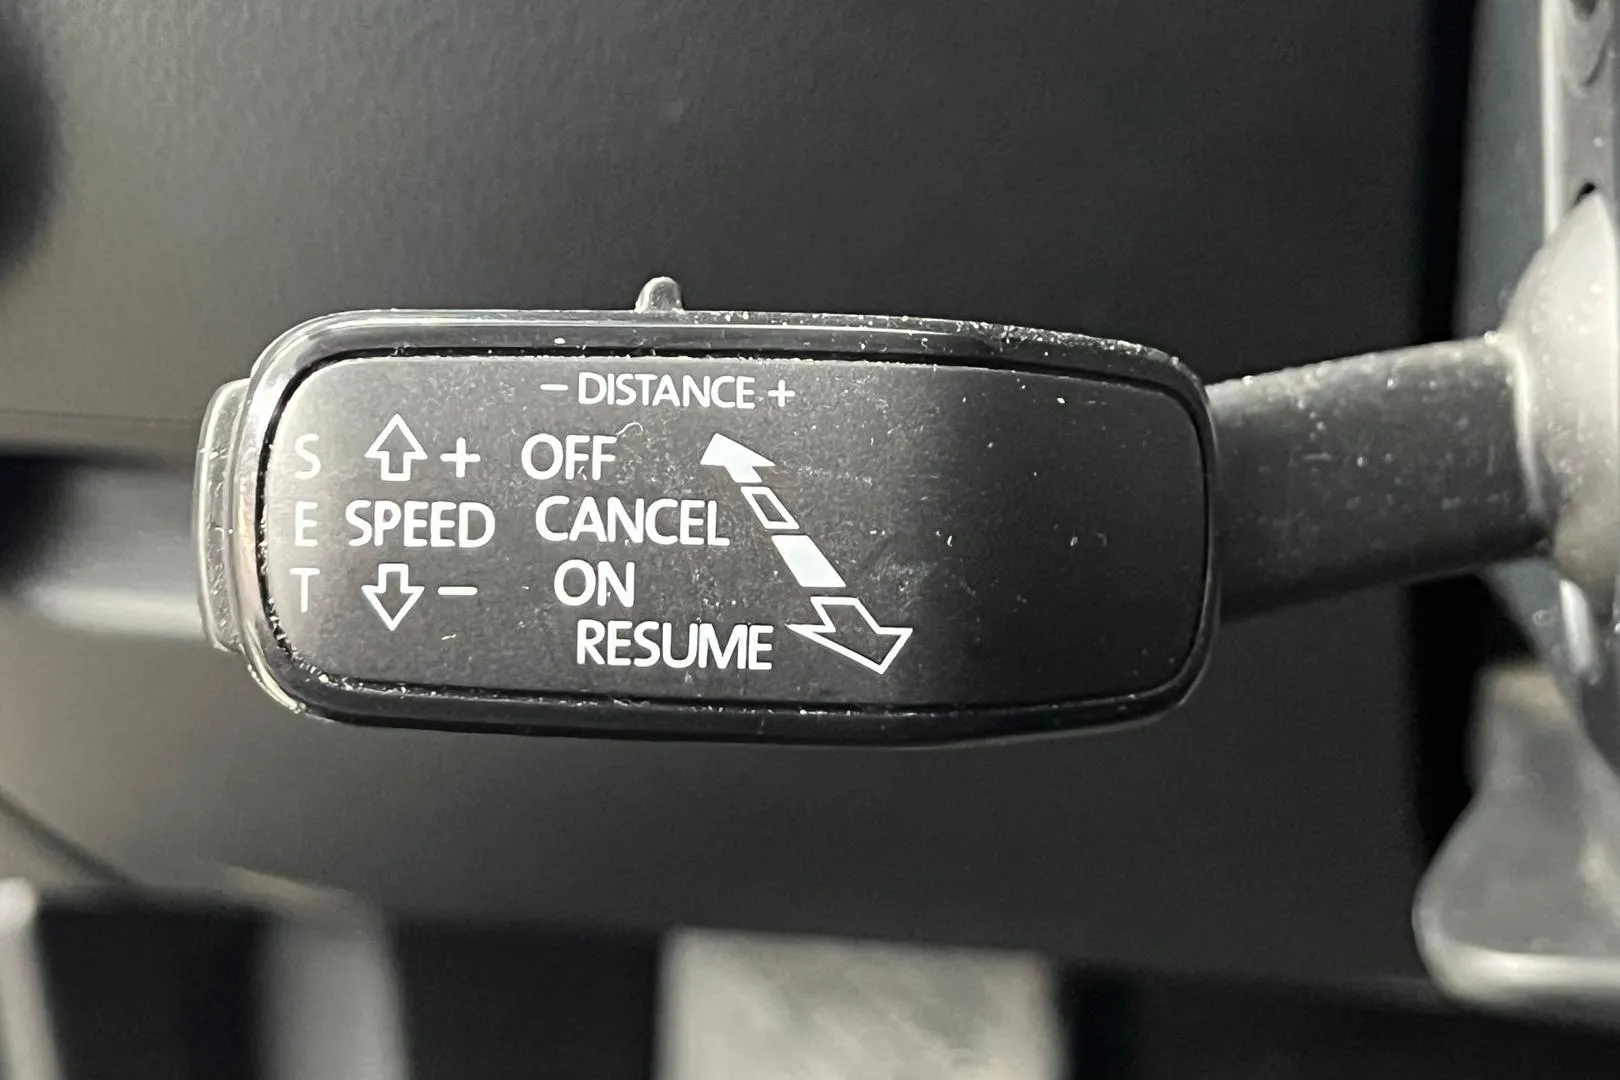 − DISTANCE +
S + OFF
E SPEED CANCEL
T − ON
RESUME